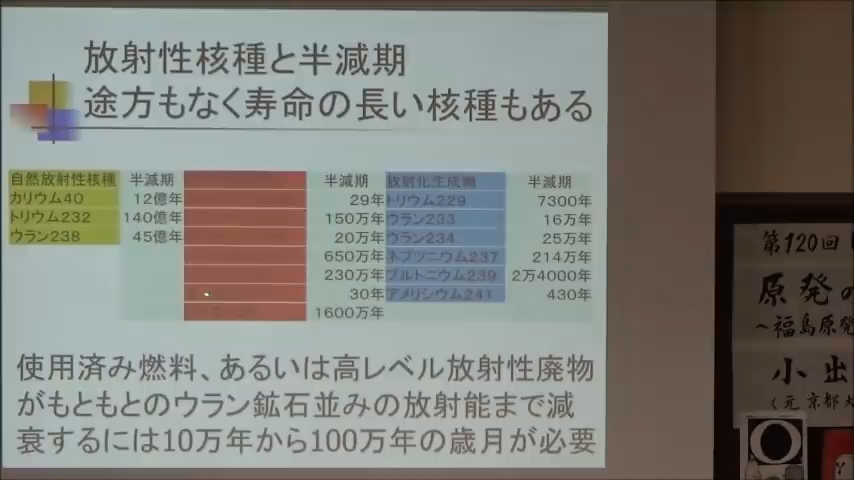 放射性核種と半減期
途方もなく寿命の長い核種もある
自然放射性核種 半減期 半減期 放射化生成物 半減期
カリウム40 12億年 29年 トリウム229 7300年
トリウム232 140億年 150万年 ウラン233 16万年
ウラン238 45億年 20万年 ウラン234 25万年
650万年 ネプツニウム237 214万年
230万年 プルトニウム239 2万4000年
30年 アメリシウム241 430年
1600万年
使用済み燃料、あるいは高レベル放射性廃物
がもともとのウラン鉱石並みの放射能まで減
衰するには10万年から100万年の歳月が必要
第120回
原発の
～福島原発
小出
(元京都大